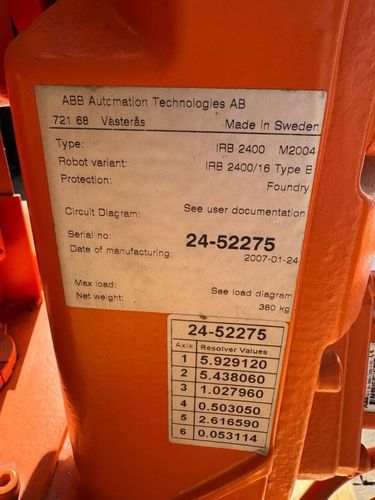 ABB Automation Technologies AB
721 68 Västerås Made in Sweden
Type: IRB 2400 M2004
Robot variant: IRB 2400/16 Type B
Protection: Foundry
Circuit Diagram: See user documentation
Serial no: 24-52275
Date of manufacturing: 2007-01-24
Max load: See load diagram
Net weight: 380 kg
24-52275
Axis Resolver Values
1 5.929120
2 5.438060
3 1.027960
4 0.503050
5 2.616590
6 0.053114